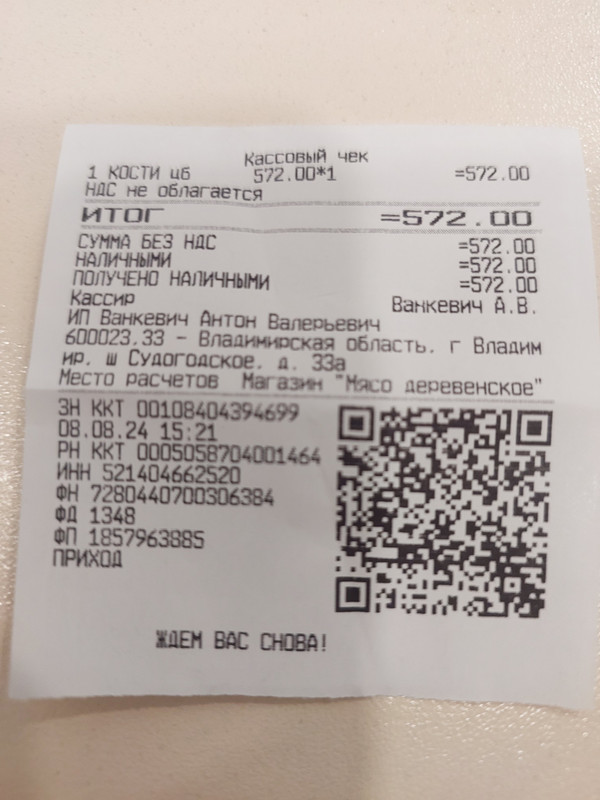 Кассовый чек
1 КОСТИ цб 572.00*1 =572.00
НДС не облагается
ИТОГ =572.00
СУММА БЕЗ НДС =572.00
НАЛИЧНЫМИ =572.00
ПОЛУЧЕНО НАЛИЧНЫМИ =572.00
Кассир Ванкевич А.В.
ИП Ванкевич Антон Валерьевич
600023.33 - Владимирская область. г Владим
ир. ш Судогодское. д. 33а
Место расчетов Магазин "Мясо деревенское"
ЗН ККТ 00108404394699
08.08.24 15:21
РН ККТ 0005058704001464
ИНН 521404662520
ФН 7280440700306384
ФД 1348
ФП 1857963885
ПРИХОД
ЖДЕМ ВАС СНОВА!